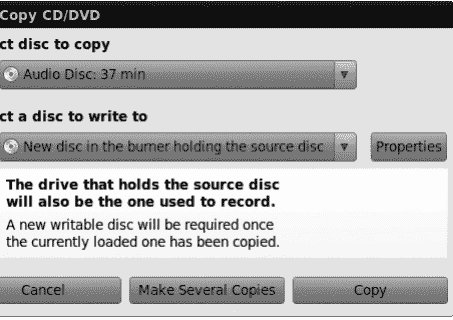 Copy CD/DVD
ct disc to copy
Audio Disc: 37 min
ct a disc to write to
New disc in the burner holding the source disc
Properties
The drive that holds the source disc
will also be the one used to record.
A new writable disc will be required once
the currently loaded one has been copied.
Cancel
Make Several Copies
Copy